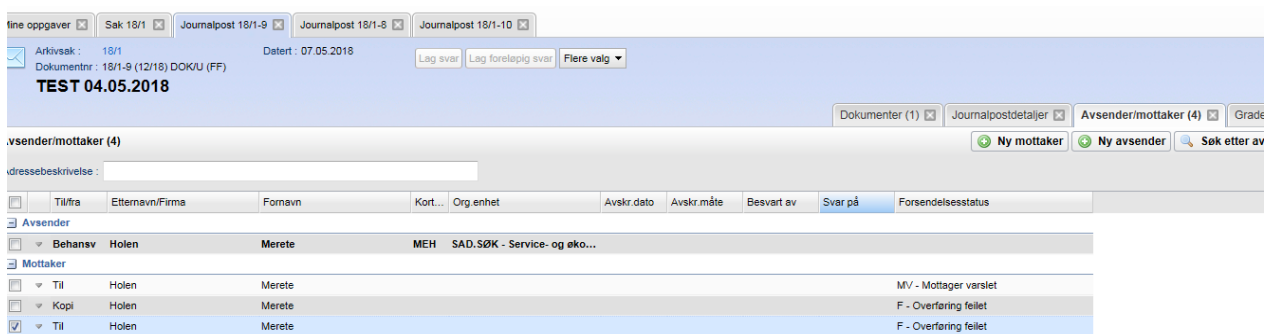 Mine oppgaver Sak 18/1 Journalpost 18/1-9 Journalpost 18/1-8 Journalpost 18/1-10
Arkivsak : 18/1 Datert : 07.05.2018
Dokumentnr : 18/1-9 (12/18) DOK/U (FF)
Lag svar Lag foreløpig svar Flere valg
TEST 04.05.2018
Dokumenter (1) Journalpostdetaljer Avsender/mottaker (4) Grade
Avsender/mottaker (4) Ny mottaker Ny avsender Søk etter av
Adressebeskrivelse :
Til/fra Etternavn/Firma Fornavn Kort... Org.enhet Avskr.dato Avskr.måte Besvart av Svar på Forsendelsesstatus
Avsender
Behansv Holen Merete MEH SAD.SØK - Service- og øko...
Mottaker
Til Holen Merete MV - Mottager varslet
Kopi Holen Merete F - Overføring feilet
Til Holen Merete F - Overføring feilet